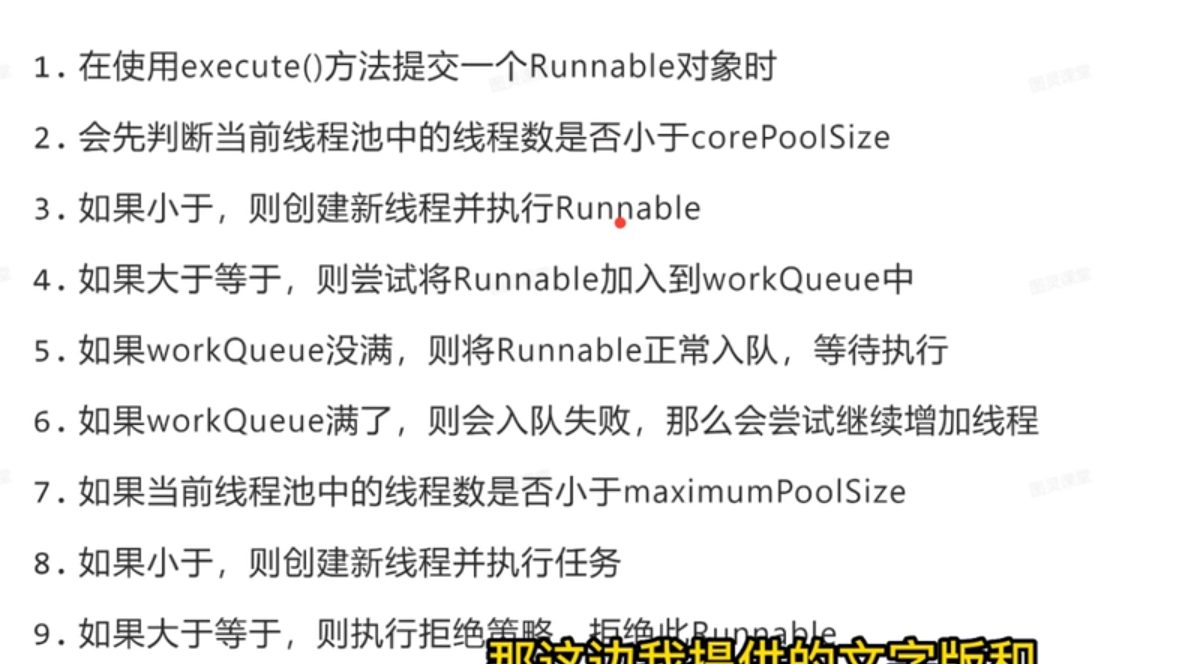 1. 在使用execute()方法提交一个Runnable对象时
2. 会先判断当前线程池中的线程数是否小于corePoolSize
3. 如果小于，则创建新线程并执行Runnable
4. 如果大于等于，则尝试将Runnable加入到workQueue中
5. 如果workQueue没满，则将Runnable正常入队，等待执行
6. 如果workQueue满了，则会入队失败，那么会尝试继续增加线程
7. 如果当前线程池中的线程数是否小于maximumPoolSize
8. 如果小于，则创建新线程并执行任务
9. 如果大于等于，则执行拒绝策略，拒绝此Runnable
那这边我提供的文字版和
图灵课堂
图灵课堂
图灵课堂